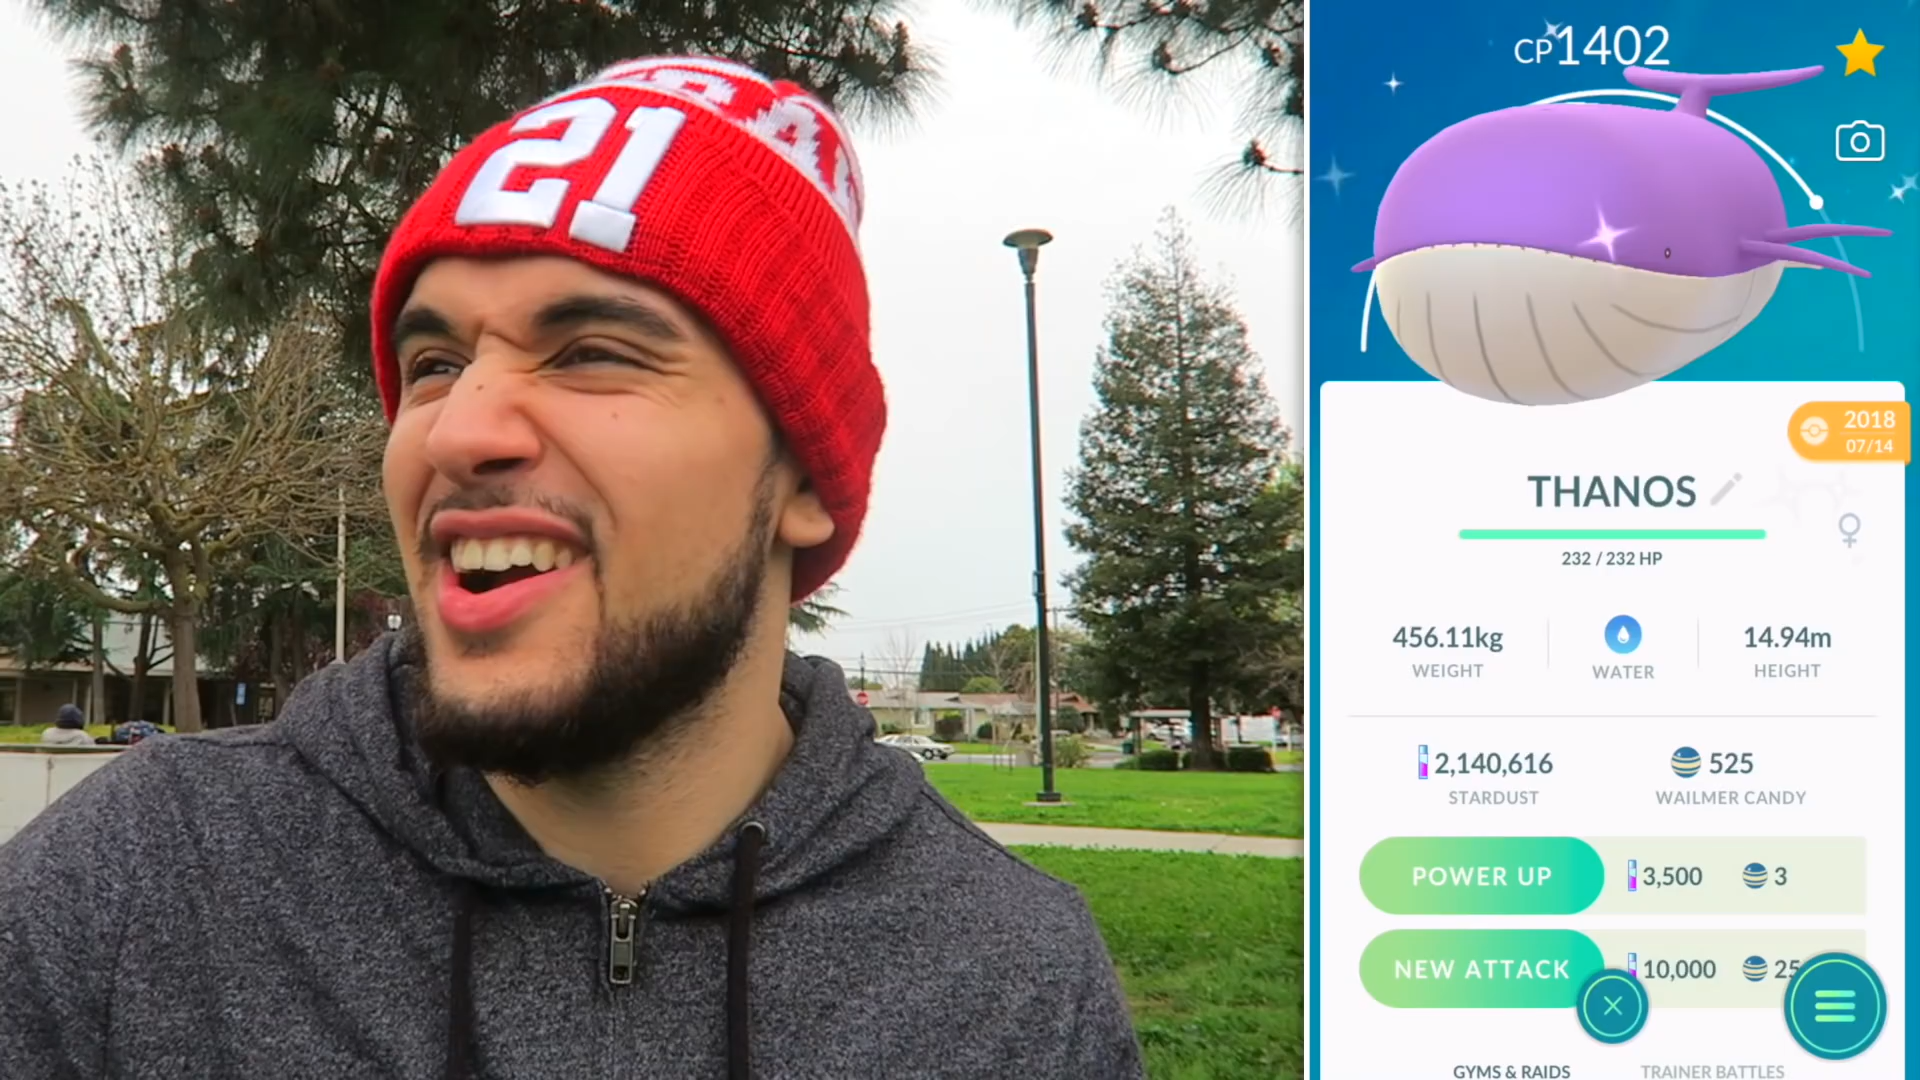 21
CP1402
2018
07/14
THANOS
232 / 232 HP
456.11kg
WEIGHT
WATER
14.94m
HEIGHT
2,140,616
STARDUST
525
WAILMER CANDY
POWER UP
3,500
3
NEW ATTACK
10,000
25
GYMS & RAIDS
TRAINER BATTLES